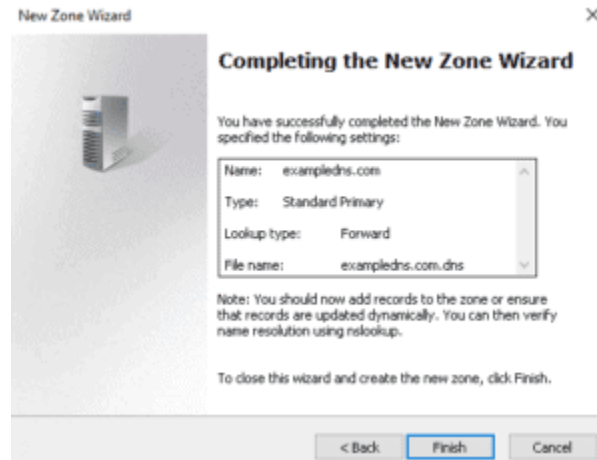 New Zone Wizard
Completing the New Zone Wizard
You have successfully completed the New Zone Wizard. You
specified the following settings:
Name: exampledns.com
Type: Standard Primary
Lookup type: Forward
File name: exampledns.com.dns
Note: You should now add records to the zone or ensure
that records are updated dynamically. You can then verify
name resolution using nslookup.
To close this wizard and create the new zone, click Finish.
< Back Finish Cancel